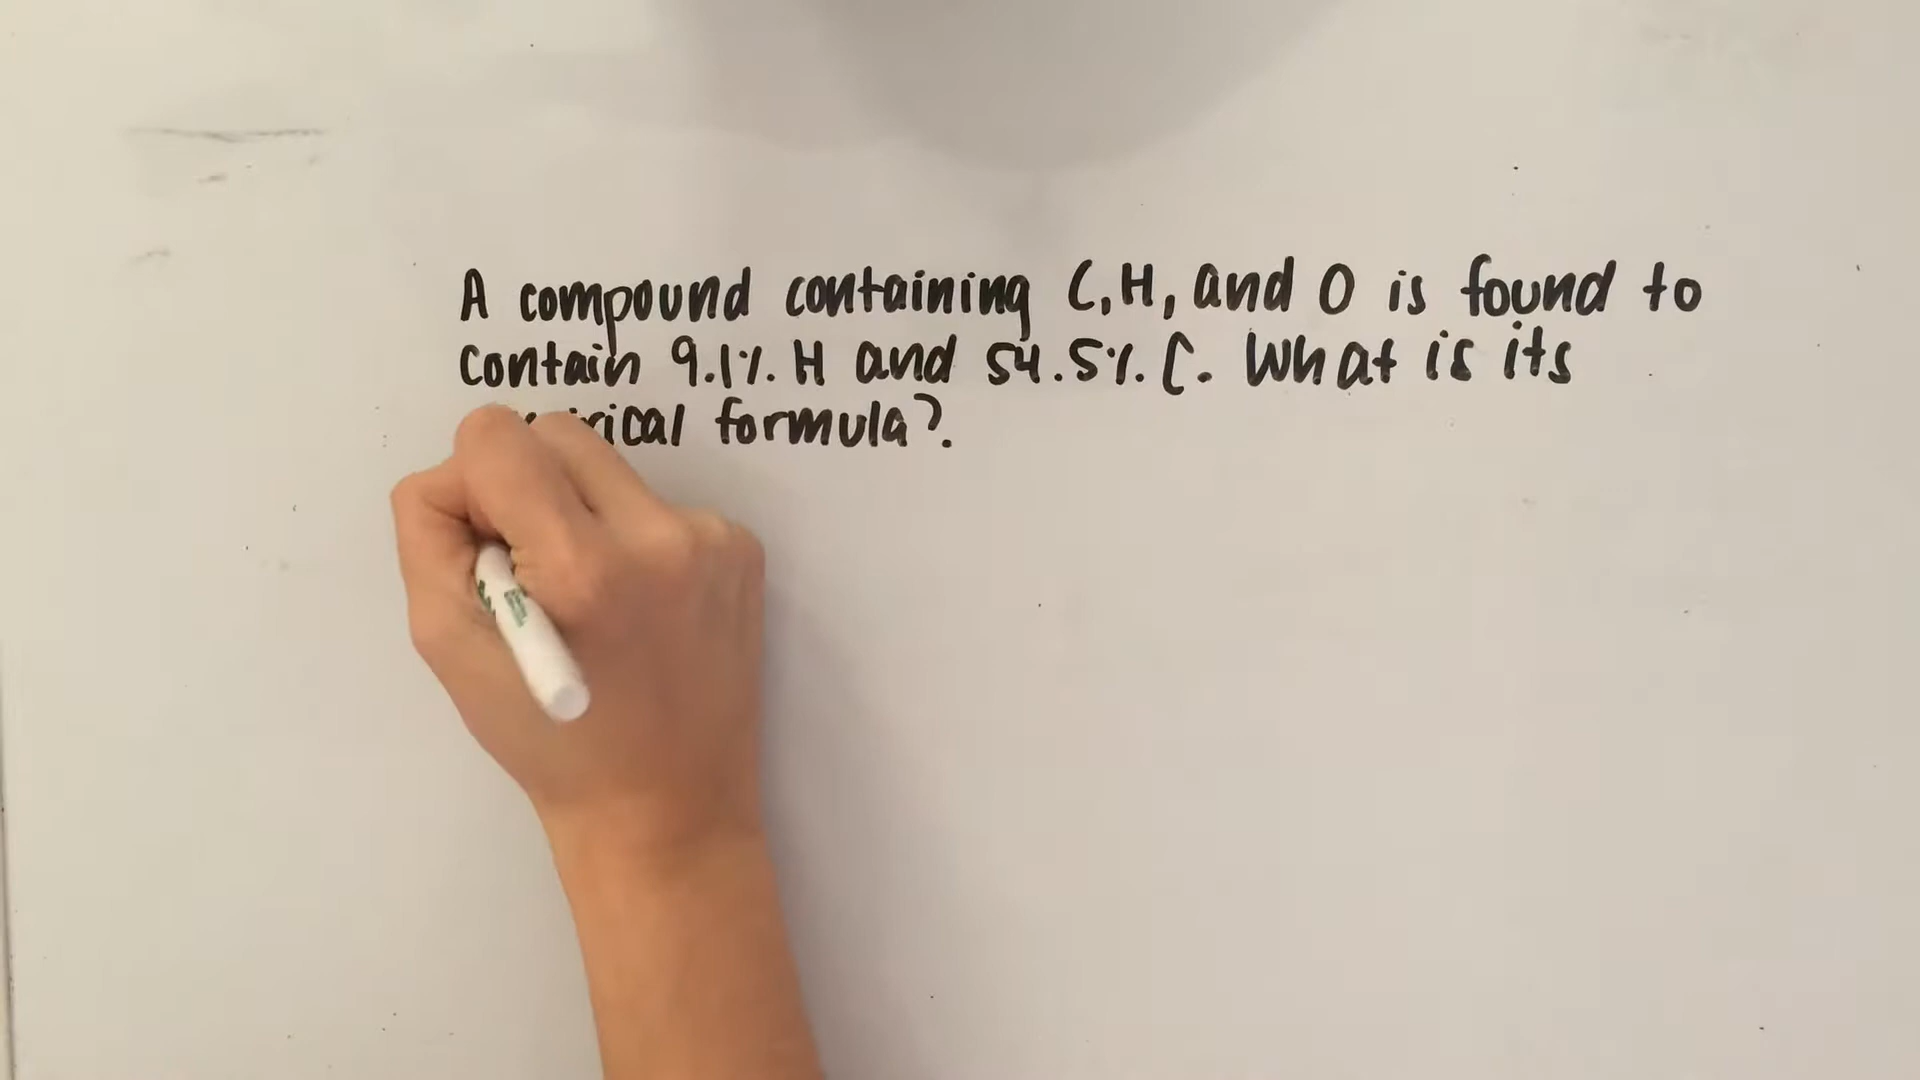 A compound containing C, H, and O is found to
contain 9.1% H and 54.5% C. What is its
formula?